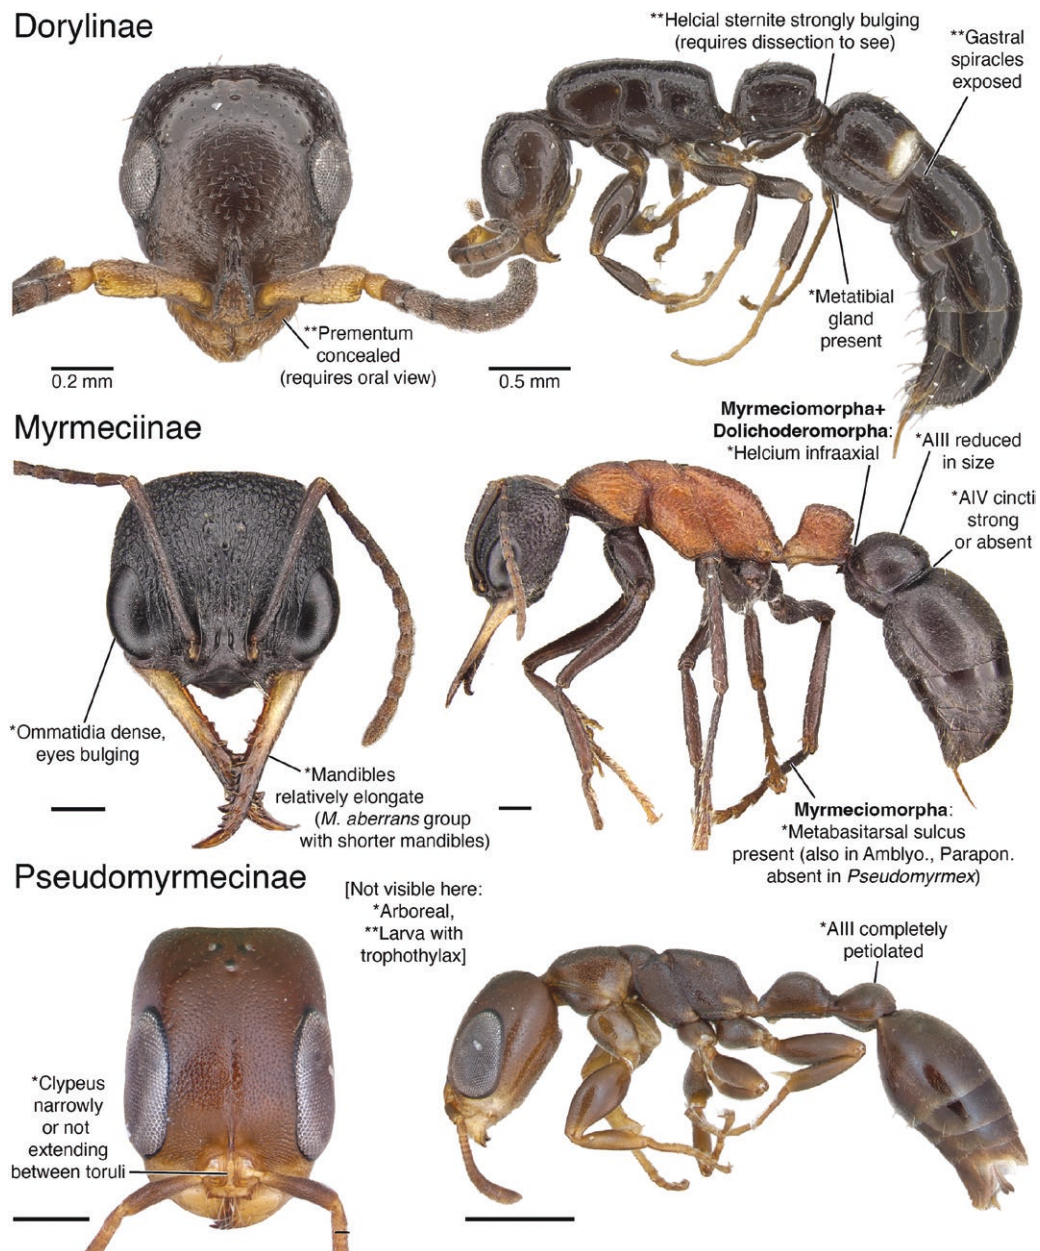 Dorylinae
**Helcial sternite strongly bulging
(requires dissection to see)
**Gastral
spiracles
exposed
**Prementum
concealed
(requires oral view)
*Metatibial
gland
present
0.2 mm
0.5 mm
Myrmeciinae
Myrmeciomorpha+
Dolichoderomorpha:
*Helcium infraaxial
*AIII reduced
in size
*AIV cincti
strong
or absent
*Ommatidia dense,
eyes bulging
*Mandibles
relatively elongate
(M. aberrans group
with shorter mandibles)
Myrmeciomorpha:
*Metabasitarsal sulcus
present (also in Amblyo., Parapon.
absent in Pseudomyrmex)
Pseudomyrmecinae
[Not visible here:
*Arboreal,
**Larva with
trophothylax]
*AIII completely
petiolated
*Clypeus
narrowly
or not
extending
between toruli